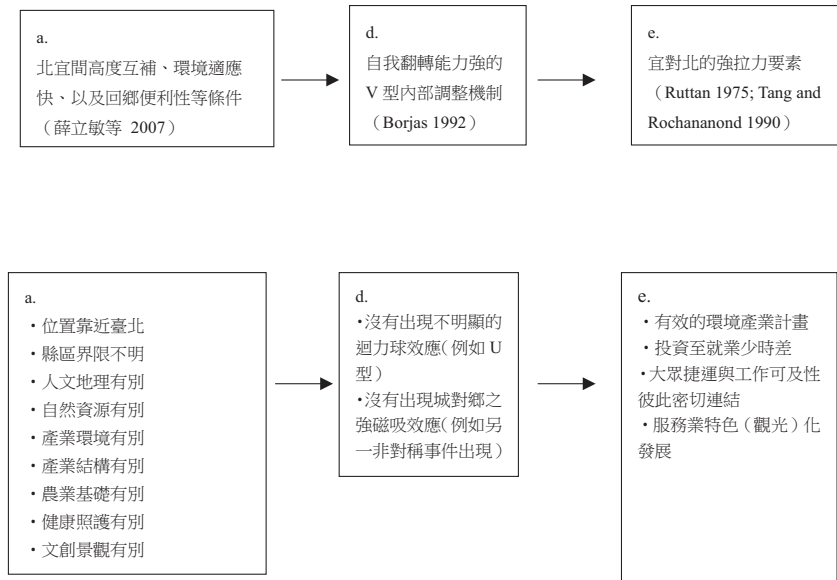 a.
北宜間高度互補、環境適應
快、以及回鄉便利性等條件
（薛立敏等 2007）
d.
自我翻轉能力強的
V 型內部調整機制
（Borjas 1992）
e.
宜對北的強拉力要素
（Ruttan 1975; Tang and
Rochananond 1990）
a.
・位置靠近臺北
・縣區界限不明
・人文地理有別
・自然資源有別
・產業環境有別
・產業結構有別
・農業基礎有別
・健康照護有別
・文創景觀有別
d.
・沒有出現不明顯的
迴力球效應（例如 U
型）
・沒有出現城對鄉之
強磁吸效應（例如另
一非對稱事件出現）
e.
・有效的環境產業計畫
・投資至就業少時差
・大眾捷運與工作可及性
彼此密切連結
・服務業特色（觀光）化
發展